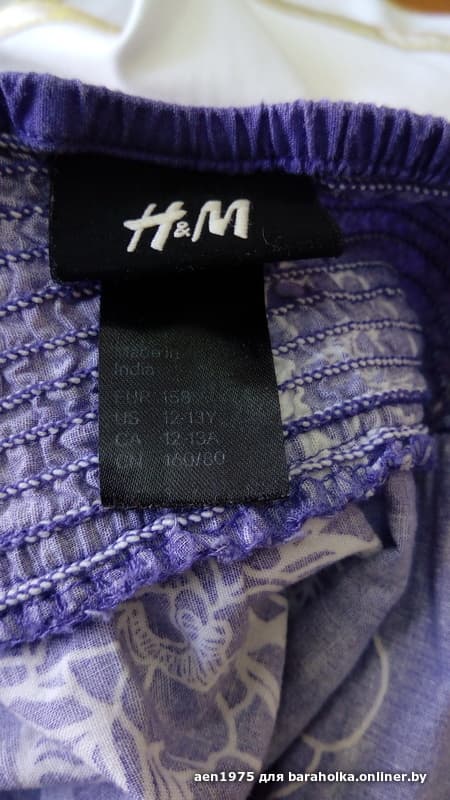 H&M
Made in
India
EUR 158
US 12-13Y
CA 12-13A
CN 160/80
aen1975 для baraholka.onliner.by